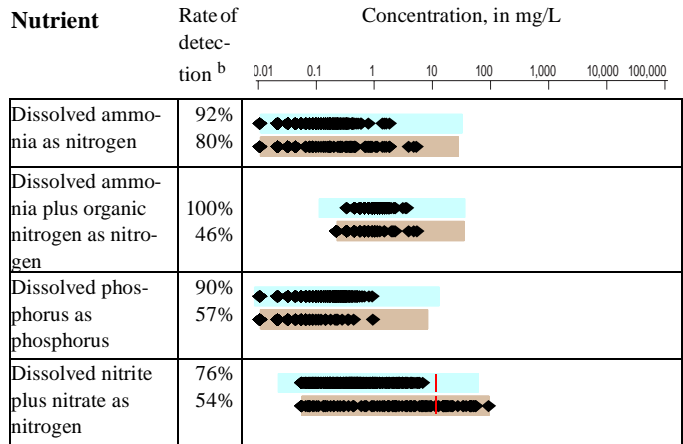 Nutrient
Rate of
detec-
tion b
Concentration, in mg/L
0.01 0.1 1 10 100 1,000 10,000 100,000
Dissolved ammo-
nia as nitrogen
92%
80%
Dissolved ammo-
nia plus organic
nitrogen as nitro-
gen
100%
46%
Dissolved phos-
phorus as
phosphorus
90%
57%
Dissolved nitrite
plus nitrate as
nitrogen
76%
54%